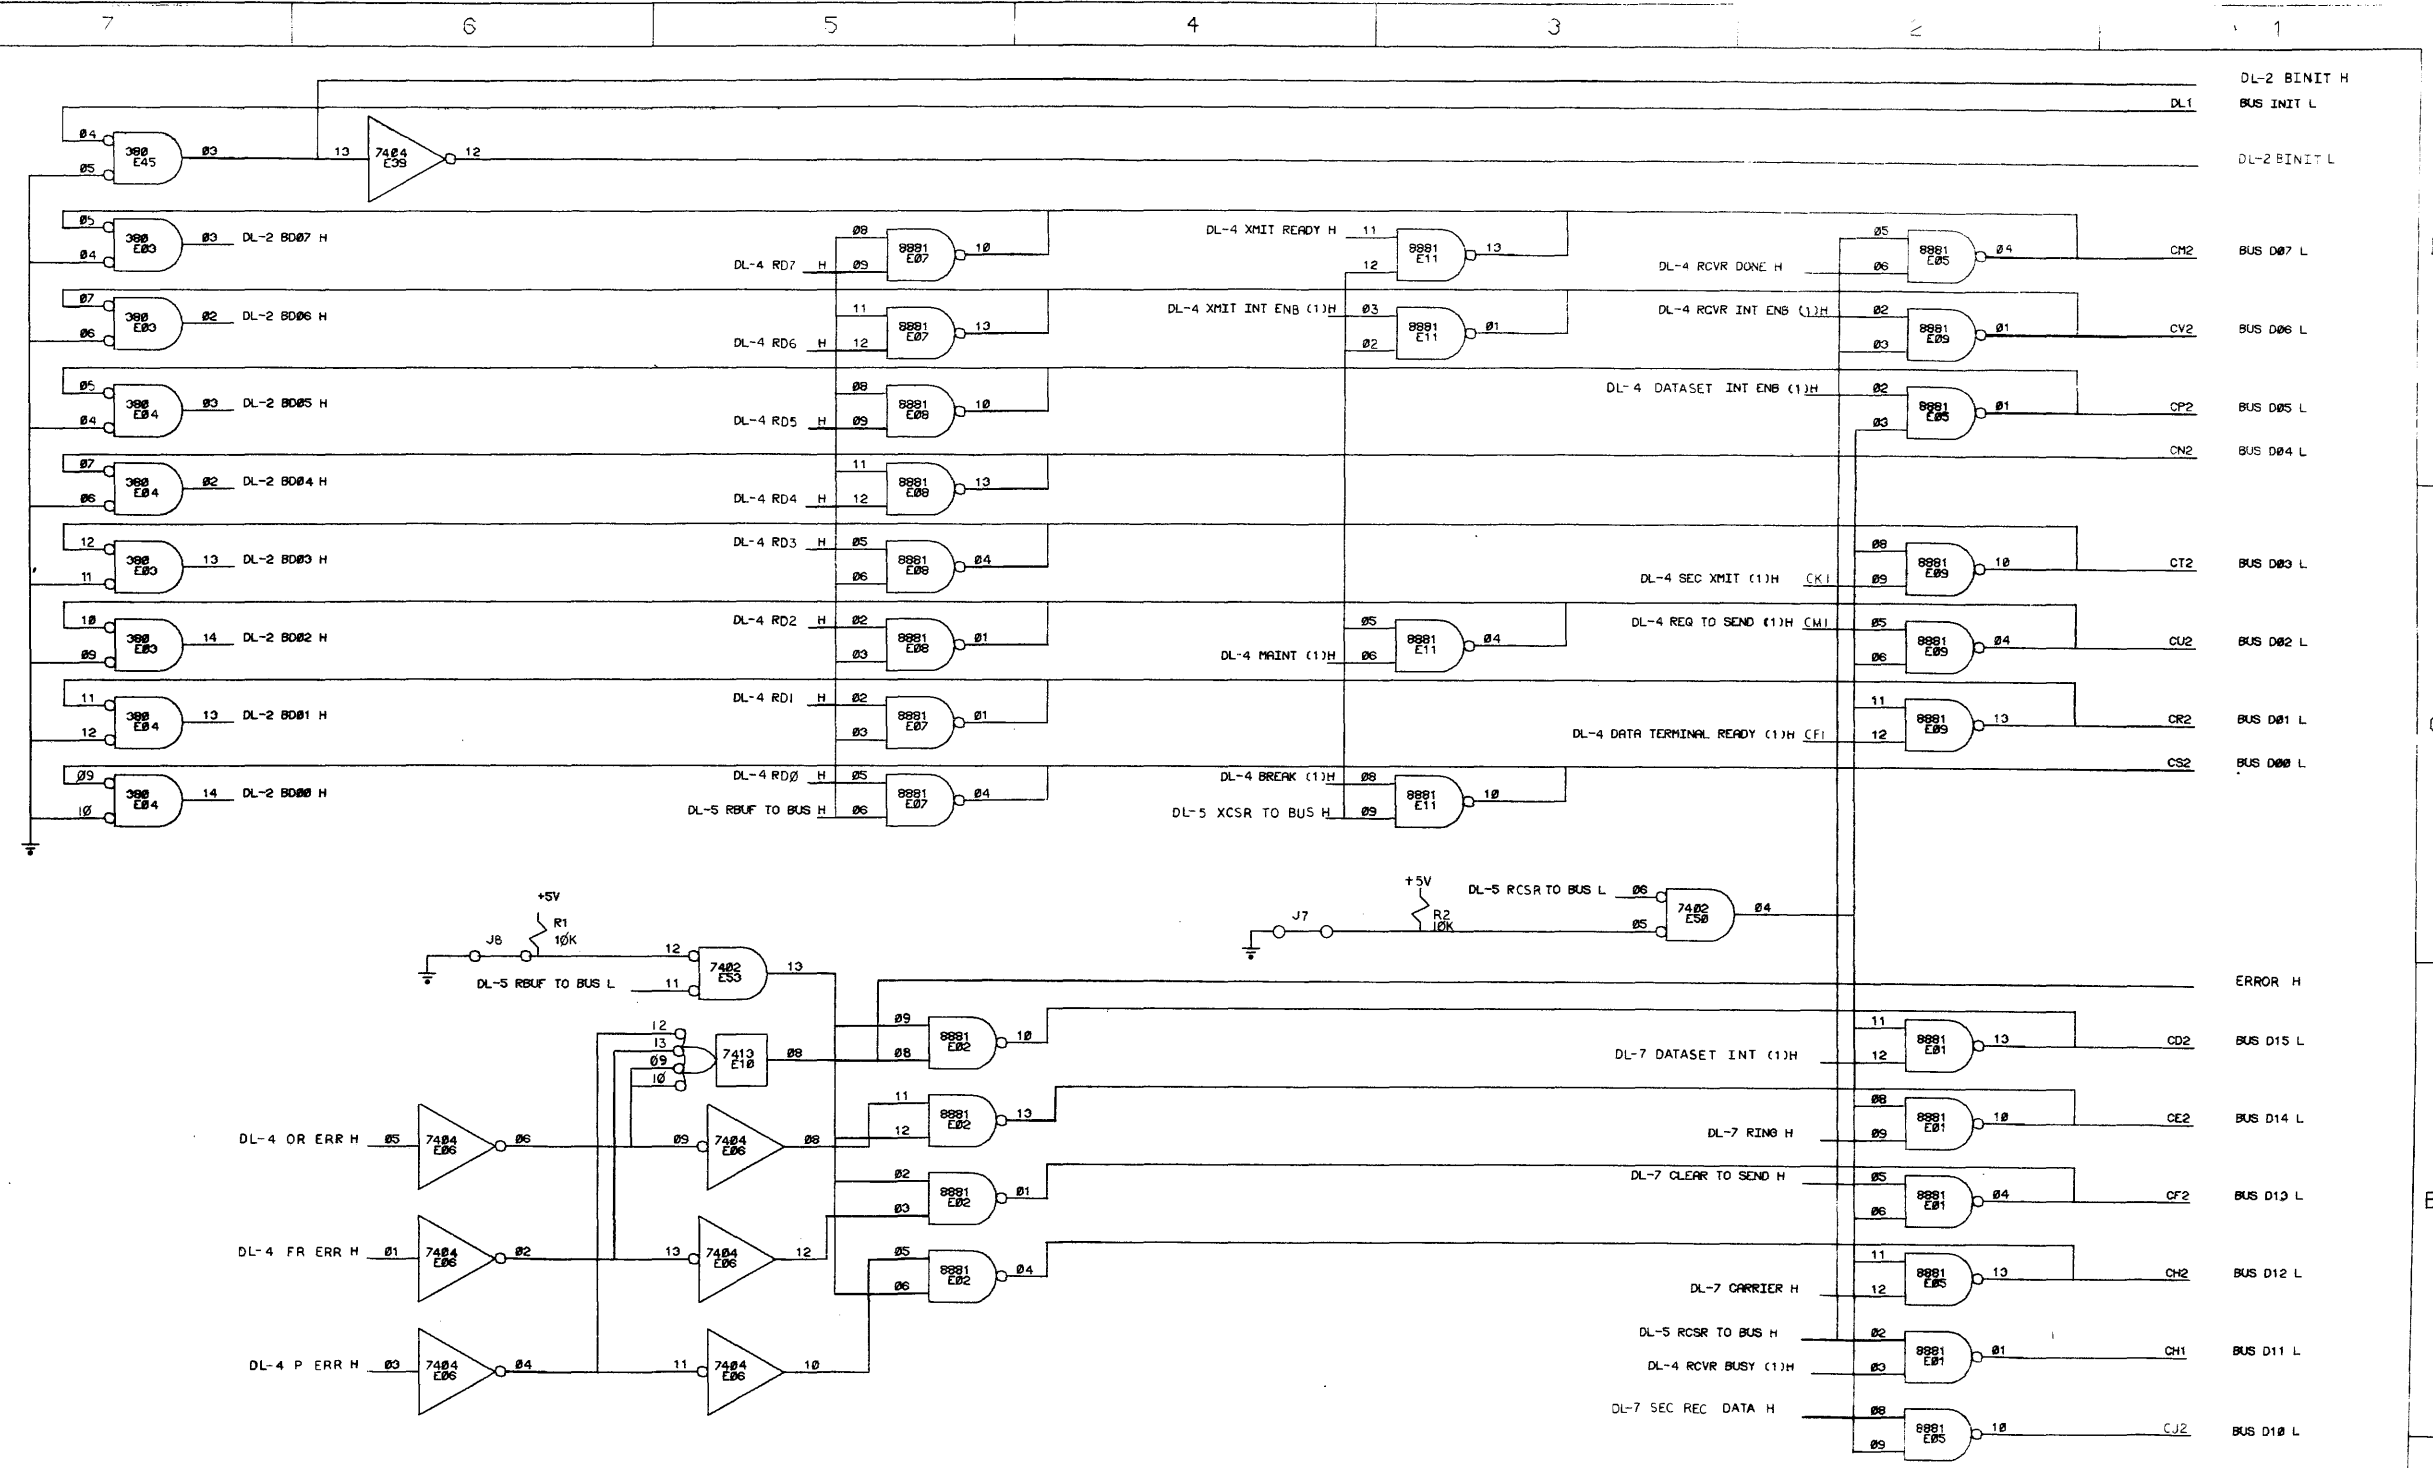 7 6 5 4 3 2 1
DL-2 BINIT H
DL1 BUS INIT L
04
380
E45
03
05
13
7404
E39
12
DL-2 BINIT L
05
380
E03
03 DL-2 BD07 H
04
08
8881
E07
10
DL-4 RD7 H 09
DL-4 XMIT READY H 11
8881
E11
13
12
05
8881
E05
04
DL-4 RCVR DONE H 06
CM2 BUS D07 L
07
380
E03
02 DL-2 BD06 H
06
11
8881
E07
13
DL-4 RD6 H 12
DL-4 XMIT INT ENB (1)H 03
8881
E11
01
02
DL-4 RCVR INT ENB (1)H 02
8881
E09
01
03
CV2 BUS D06 L
05
380
E04
03 DL-2 BD05 H
04
08
8881
E08
10
DL-4 RD5 H 09
DL-4 DATASET INT ENB (1)H 02
8881
E05
01
03
CP2 BUS D05 L
CN2 BUS D04 L
07
380
E04
02 DL-2 BD04 H
06
11
8881
E08
13
DL-4 RD4 H 12
12
380
E03
13 DL-2 BD03 H
11
DL-4 RD3 H 05
8881
E08
04
06
08
8881
E09
10
DL-4 SEC XMIT (1)H CK1 09
CT2 BUS D03 L
10
380
E03
14 DL-2 BD02 H
09
DL-4 RD2 H 02
8881
E08
01
03
05
8881
E11
04
DL-4 MAINT (1)H 06
DL-4 REQ TO SEND (1)H CM1 05
8881
E09
04
06
CU2 BUS D02 L
11
380
E04
13 DL-2 BD01 H
12
DL-4 RD1 H 02
8881
E07
01
03
11
8881
E09
13
DL-4 DATA TERMINAL READY (1)H CF1 12
CR2 BUS D01 L
CS2 BUS D00 L
09
380
E04
14 DL-2 BD00 H
10
DL-4 RD0 H 05
8881
E07
04
DL-5 RBUF TO BUS H 06
DL-4 BREAK (1)H 08
8881
E11
10
DL-5 XCSR TO BUS H 09
+5V
R1
10K
J8
12
7402
E53
13
DL-5 RBUF TO BUS L 11
+5V
R2
10K
J7
DL-5 RCSR TO BUS L 06
7402
E50
04
05
ERROR H
12
13
09
10
7413
E10
08
09
8881
E02
10
08
11
8881
E01
13
DL-7 DATASET INT (1)H 12
CD2 BUS D15 L
DL-4 OR ERR H 05
7404
E06
06
09
7404
E06
08
11
8881
E02
13
12
08
8881
E01
10
DL-7 RING H 09
CE2 BUS D14 L
02
8881
E02
01
03
DL-7 CLEAR TO SEND H 05
8881
E01
04
06
CF2 BUS D13 L
DL-4 FR ERR H 01
7404
E06
02
13
7404
E06
12
05
8881
E02
04
06
11
8881
E05
13
DL-7 CARRIER H 12
CH2 BUS D12 L
DL-4 P ERR H 03
7404
E06
04
11
7404
E06
10
DL-5 RCSR TO BUS H 02
8881
E01
01
DL-4 RCVR BUSY (1)H 03
CH1 BUS D11 L
DL-7 SEC REC DATA H 08
8881
E05
10
09
CJ2 BUS D10 L